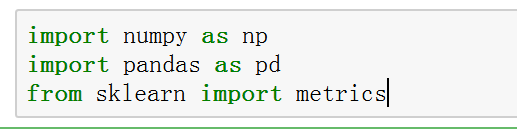 import numpy as np
import pandas as pd
from sklearn import metrics